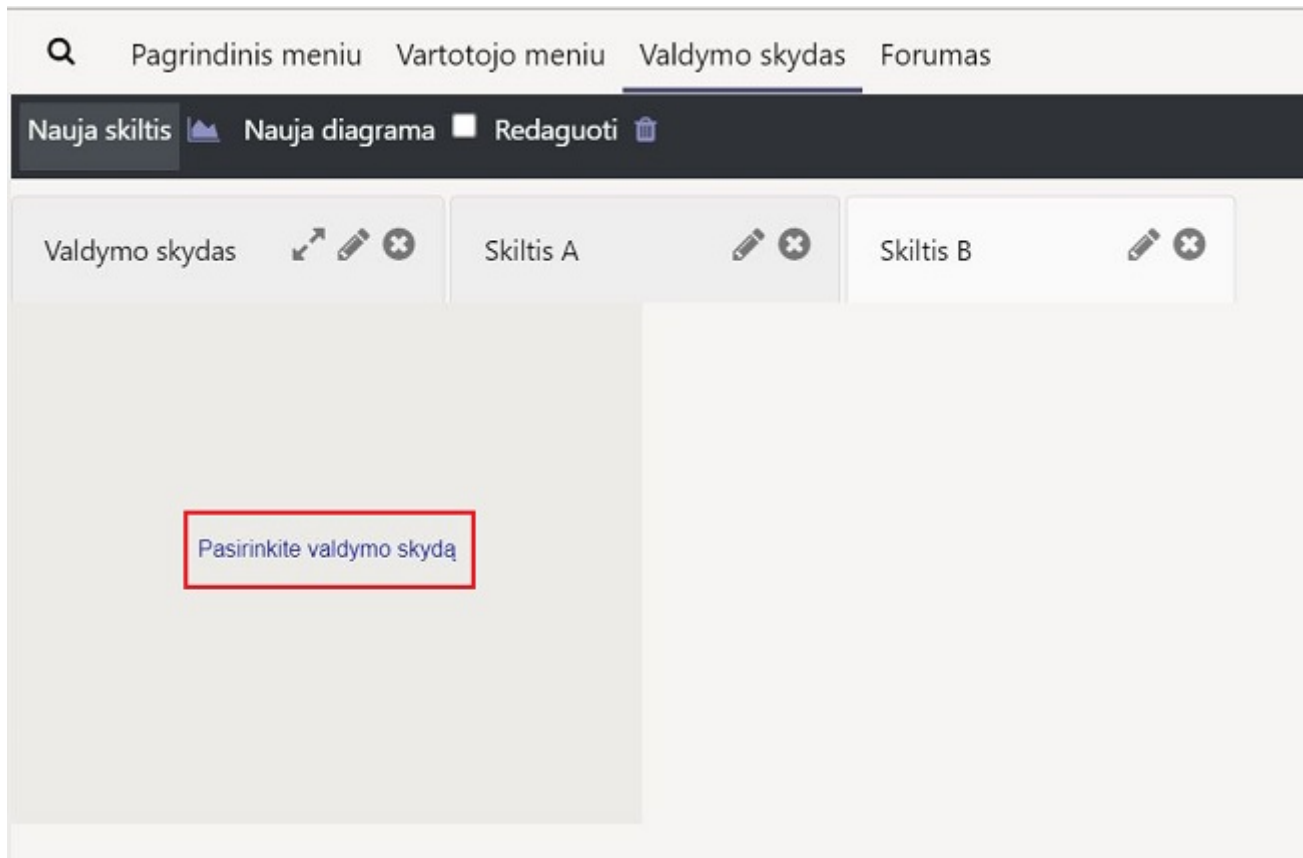 Pagrindinis meniu Vartotojo meniu Valdymo skydas Forumas
Nauja skiltis Nauja diagrama Redaguoti
Valdymo skydas Skiltis A Skiltis B
Pasirinkite valdymo skydą